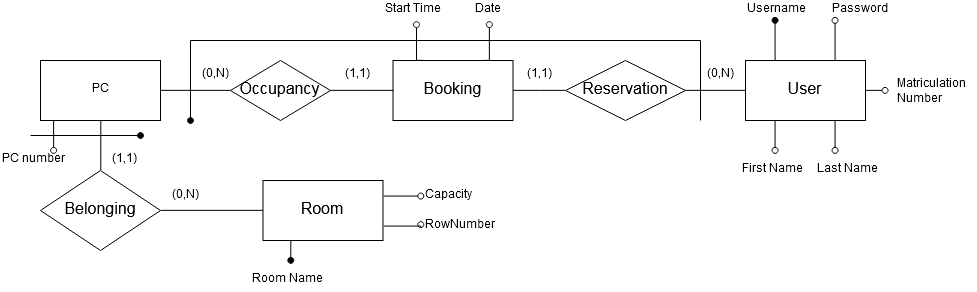 Start Time
Date
Username
Password
(0,N)
(1,1)
(1,1)
(0,N)
PC
Occupancy
Booking
Reservation
User
Matriculation
Number
PC number
(1,1)
First Name
Last Name
Belonging
(0,N)
Room
Capacity
RowNumber
Room Name